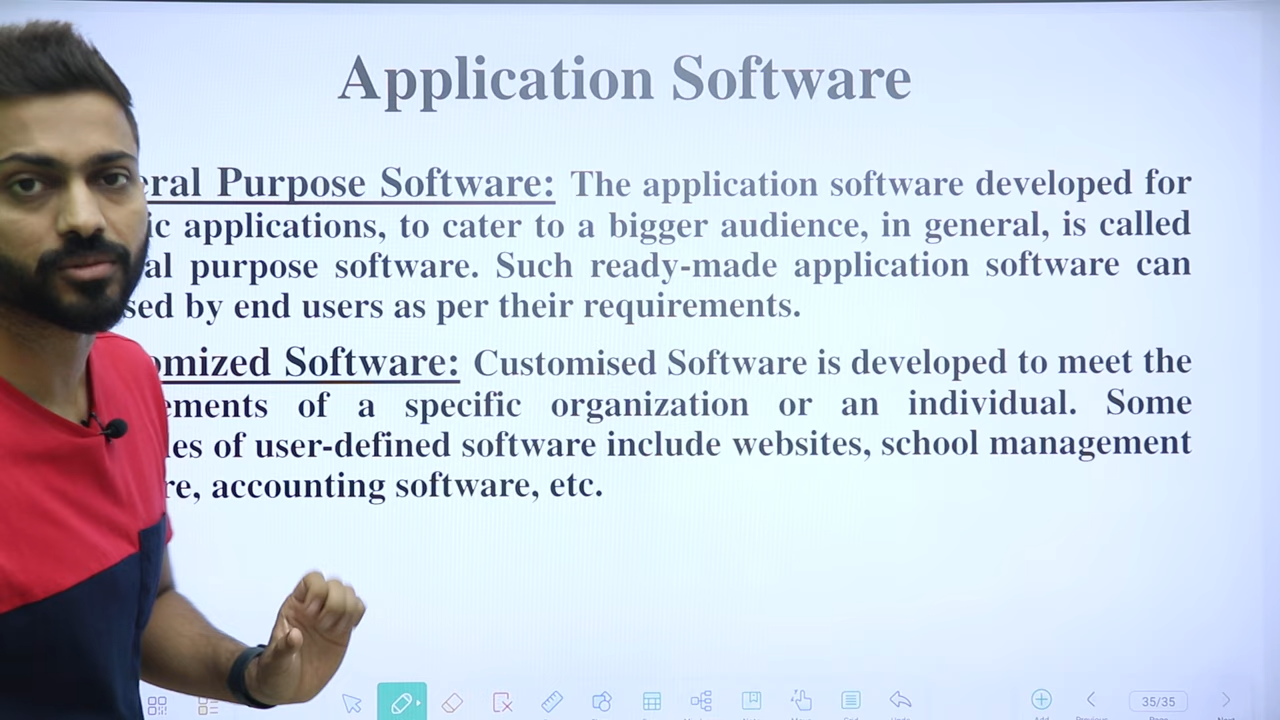 Application Software
eral Purpose Software: The application software developed for
ic applications, to cater to a bigger audience, in general, is called
al purpose software. Such ready-made application software can
sed by end users as per their requirements.
omized Software: Customised Software is developed to meet the
ements of a specific organization or an individual. Some
les of user-defined software include websites, school management
re, accounting software, etc.
35/35